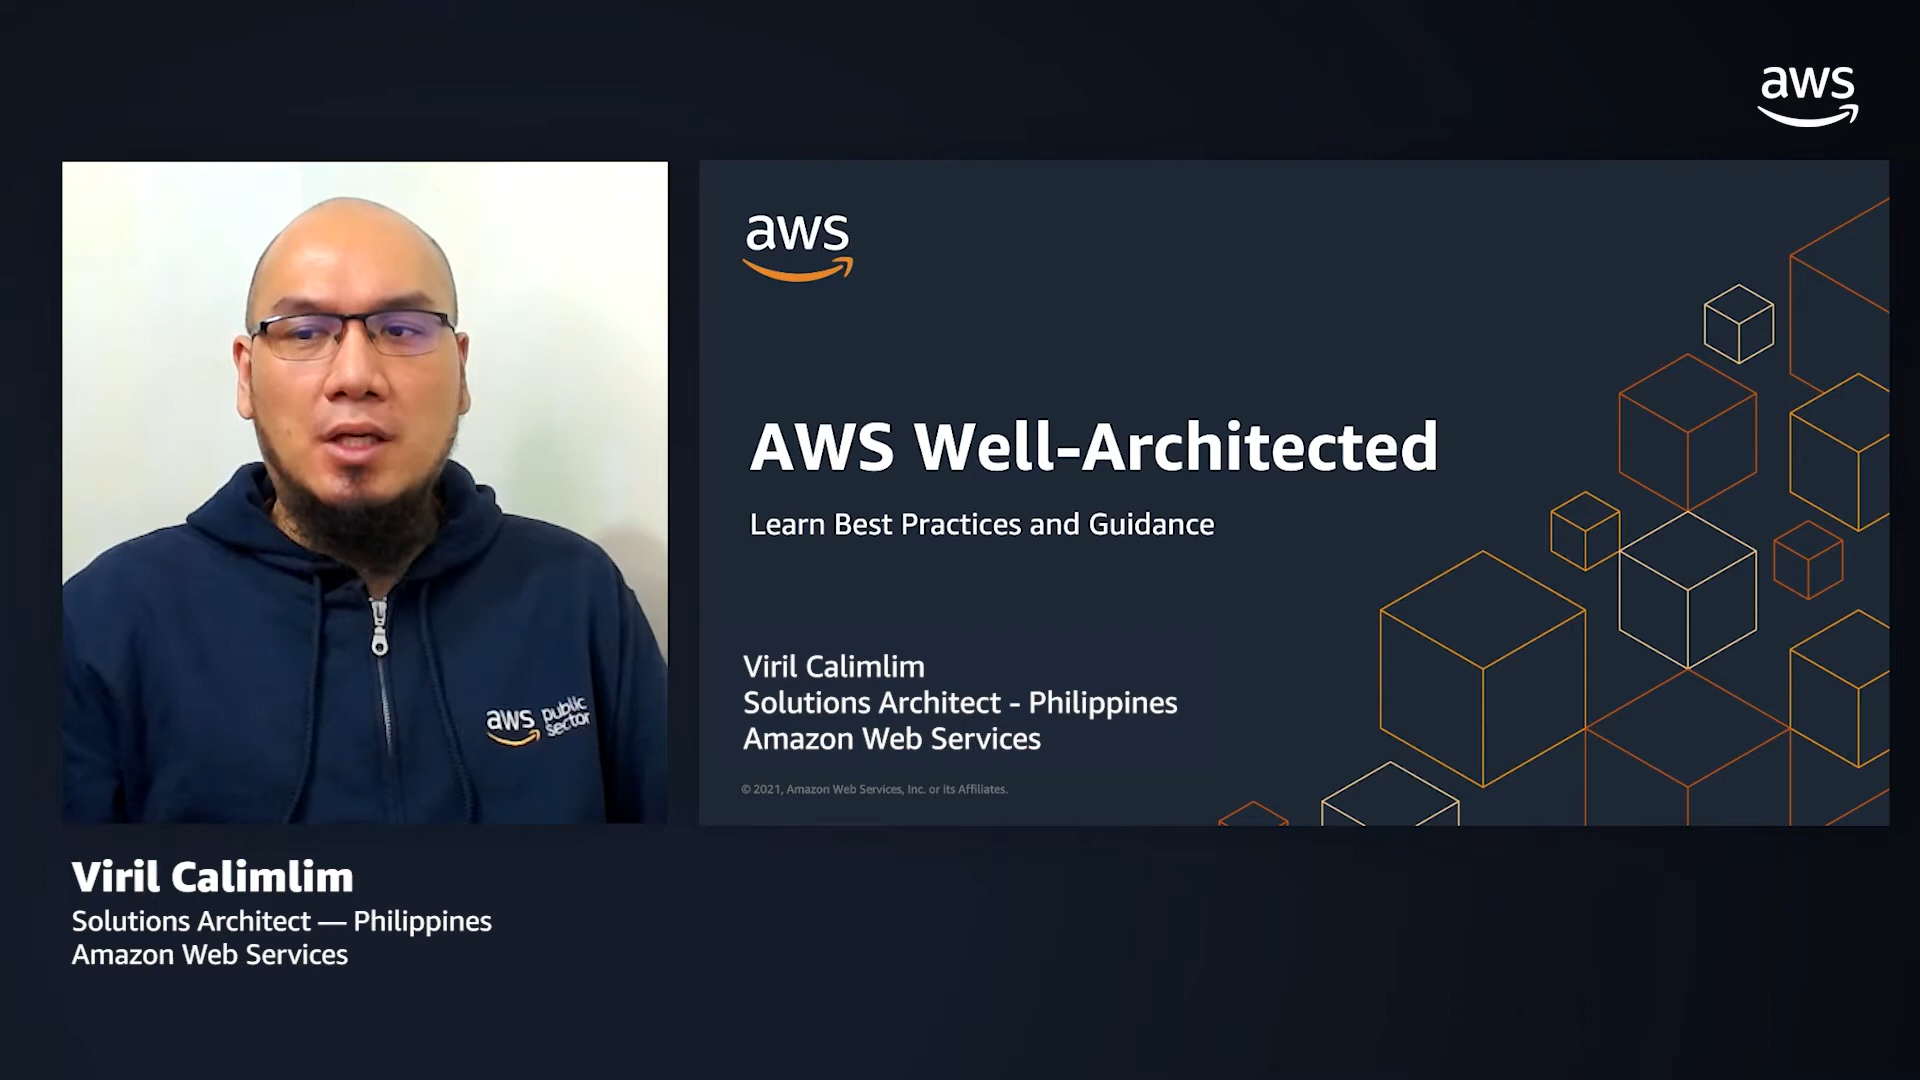 aws
aws
AWS Well-Architected
Learn Best Practices and Guidance
Viril Calimlim
Solutions Architect - Philippines
Amazon Web Services
© 2021, Amazon Web Services, Inc. or its Affiliates.
aws public sector
Viril Calimlim
Solutions Architect — Philippines
Amazon Web Services